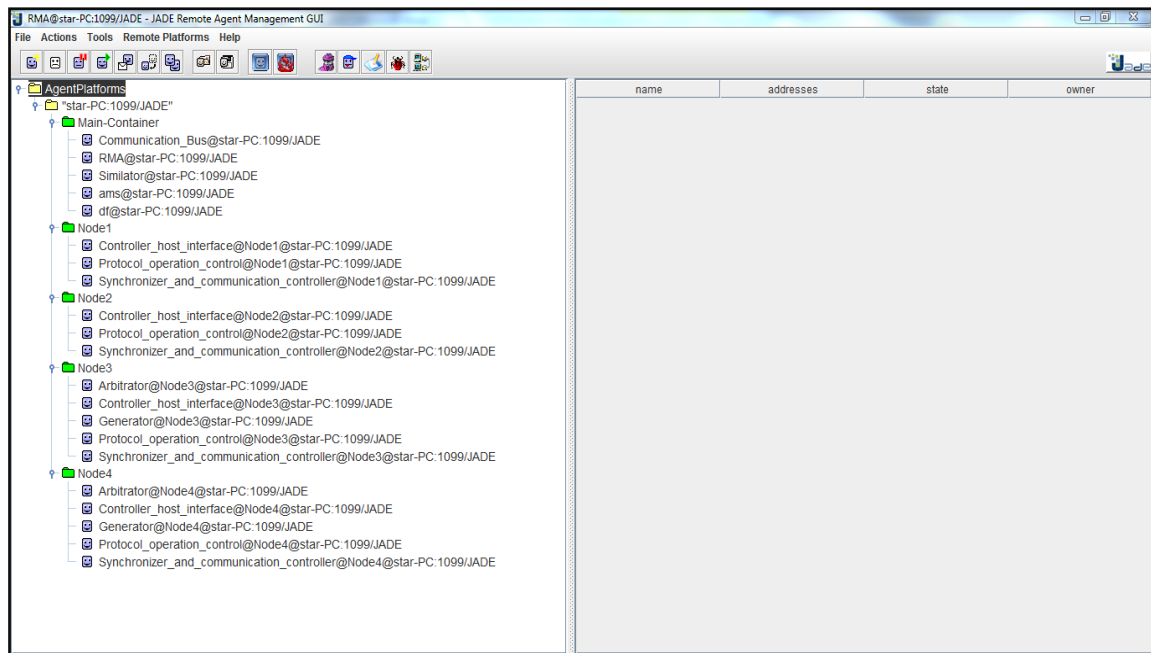 RMA@star-PC:1099/JADE - JADE Remote Agent Management GUI
File Actions Tools Remote Platforms Help
Jade
AgentPlatforms
"star-PC:1099/JADE"
Main-Container
Communication_Bus@star-PC:1099/JADE
RMA@star-PC:1099/JADE
Similator@star-PC:1099/JADE
ams@star-PC:1099/JADE
df@star-PC:1099/JADE
Node1
Controller_host_interface@Node1@star-PC:1099/JADE
Protocol_operation_control@Node1@star-PC:1099/JADE
Synchronizer_and_communication_controller@Node1@star-PC:1099/JADE
Node2
Controller_host_interface@Node2@star-PC:1099/JADE
Protocol_operation_control@Node2@star-PC:1099/JADE
Synchronizer_and_communication_controller@Node2@star-PC:1099/JADE
Node3
Arbitrator@Node3@star-PC:1099/JADE
Controller_host_interface@Node3@star-PC:1099/JADE
Generator@Node3@star-PC:1099/JADE
Protocol_operation_control@Node3@star-PC:1099/JADE
Synchronizer_and_communication_controller@Node3@star-PC:1099/JADE
Node4
Arbitrator@Node4@star-PC:1099/JADE
Controller_host_interface@Node4@star-PC:1099/JADE
Generator@Node4@star-PC:1099/JADE
Protocol_operation_control@Node4@star-PC:1099/JADE
Synchronizer_and_communication_controller@Node4@star-PC:1099/JADE
name addresses state owner